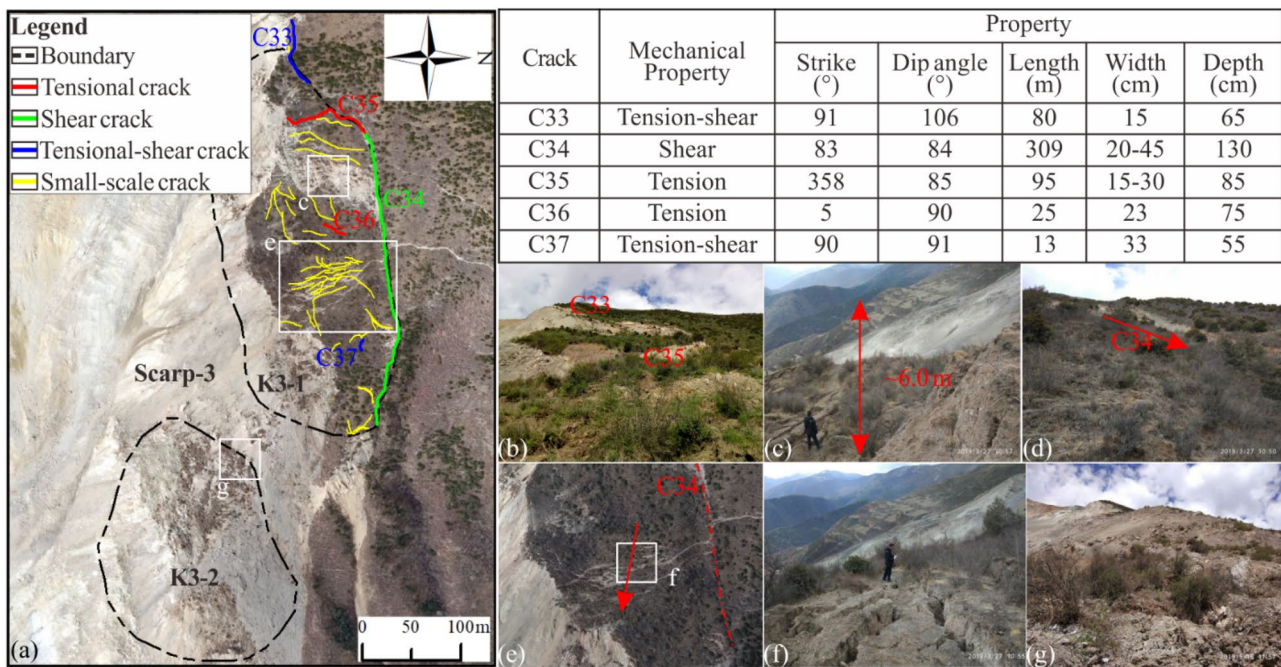 Legend
Boundary
Tensional crack
Shear crack
Tensional-shear crack
Small-scale crack
C33
N
C35
c
C34
C36
e
C37
Scarp-3
K3-1
g
K3-2
0 50 100m
(a)
Crack Mechanical Property Property
Strike (°) Dip angle (°) Length (m) Width (cm) Depth (cm)
C33 Tension-shear 91 106 80 15 65
C34 Shear 83 84 309 20-45 130
C35 Tension 358 85 95 15-30 85
C36 Tension 5 90 25 23 75
C37 Tension-shear 90 91 13 33 55
C33
C35
(b)
~6.0 m
(c)
C34
(d)
C34
f
(e)
(f)
(g)